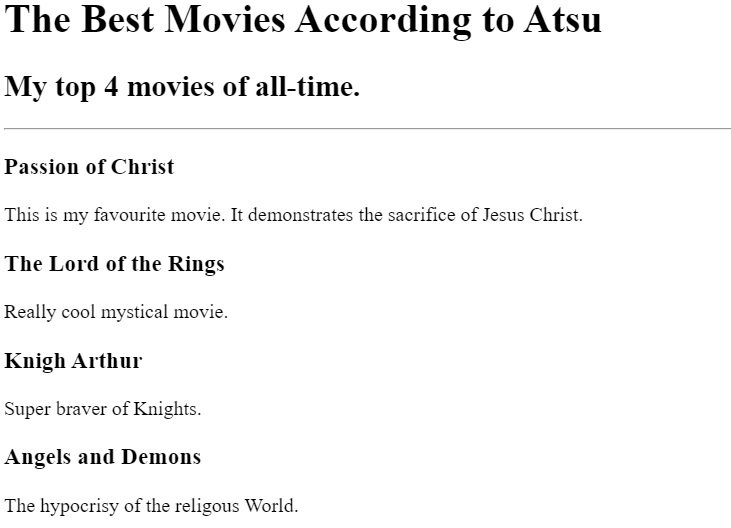 The Best Movies According to Atsu
My top 4 movies of all-time.
Passion of Christ
This is my favourite movie. It demonstrates the sacrifice of Jesus Christ.
The Lord of the Rings
Really cool mystical movie.
Knigh Arthur
Super braver of Knights.
Angels and Demons
The hypocrisy of the religous World.